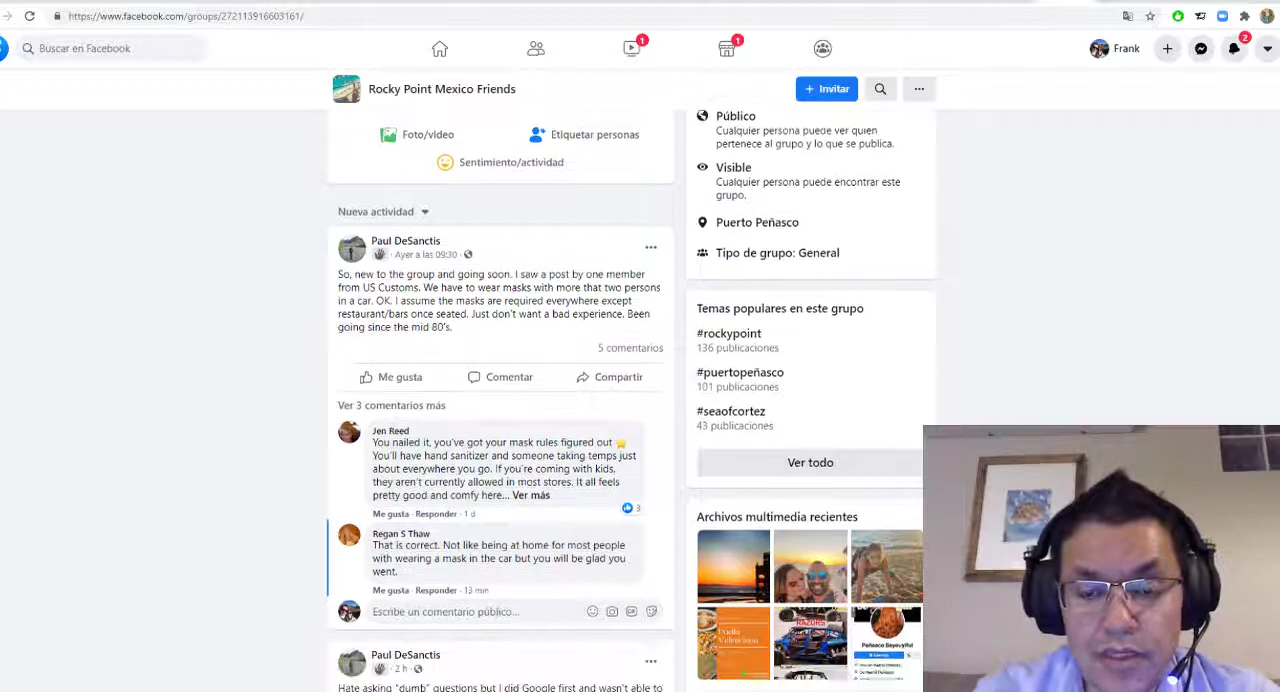 https://www.facebook.com/groups/272113916603161/
Buscar en Facebook
1
1
Frank
2
Rocky Point Mexico Friends
+ Invitar
Foto/video
Etiquetar personas
Sentimiento/actividad
Nueva actividad
Paul DeSanctis
Ayer a las 09:30
So, new to the group and going soon. I saw a post by one member
from US Customs. We have to wear masks with more that two persons
in a car. OK. I assume the masks are required everywhere except
restaurant/bars once seated. Just don't want a bad experience. Been
going since the mid 80's.
5 comentarios
Me gusta
Comentar
Compartir
Ver 3 comentarios más
Jen Reed
You nailed it, you've got your mask rules figured out
You'll have hand sanitizer and someone taking temps just
about everywhere you go. If you're coming with kids,
they aren't currently allowed in most stores. It all feels
pretty good and comfy here... Ver más
3
Me gusta · Responder · 1 d
Regan S Thaw
That is correct. Not like being at home for most people
with wearing a mask in the car but you will be glad you
went.
Me gusta · Responder · 13 min
Escribe un comentario público...
Paul DeSanctis
2 h
Hate asking "dumb" questions but I did Google first and wasn't able to
Público
Cualquier persona puede ver quién
pertenece al grupo y lo que se publica.
Visible
Cualquier persona puede encontrar este
grupo.
Puerto Peñasco
Tipo de grupo: General
Temas populares en este grupo
#rockypoint
136 publicaciones
#puertopeñasco
101 publicaciones
#seaofcortez
43 publicaciones
Ver todo
Archivos multimedia recientes
Paella
Valenciana
RAZORS